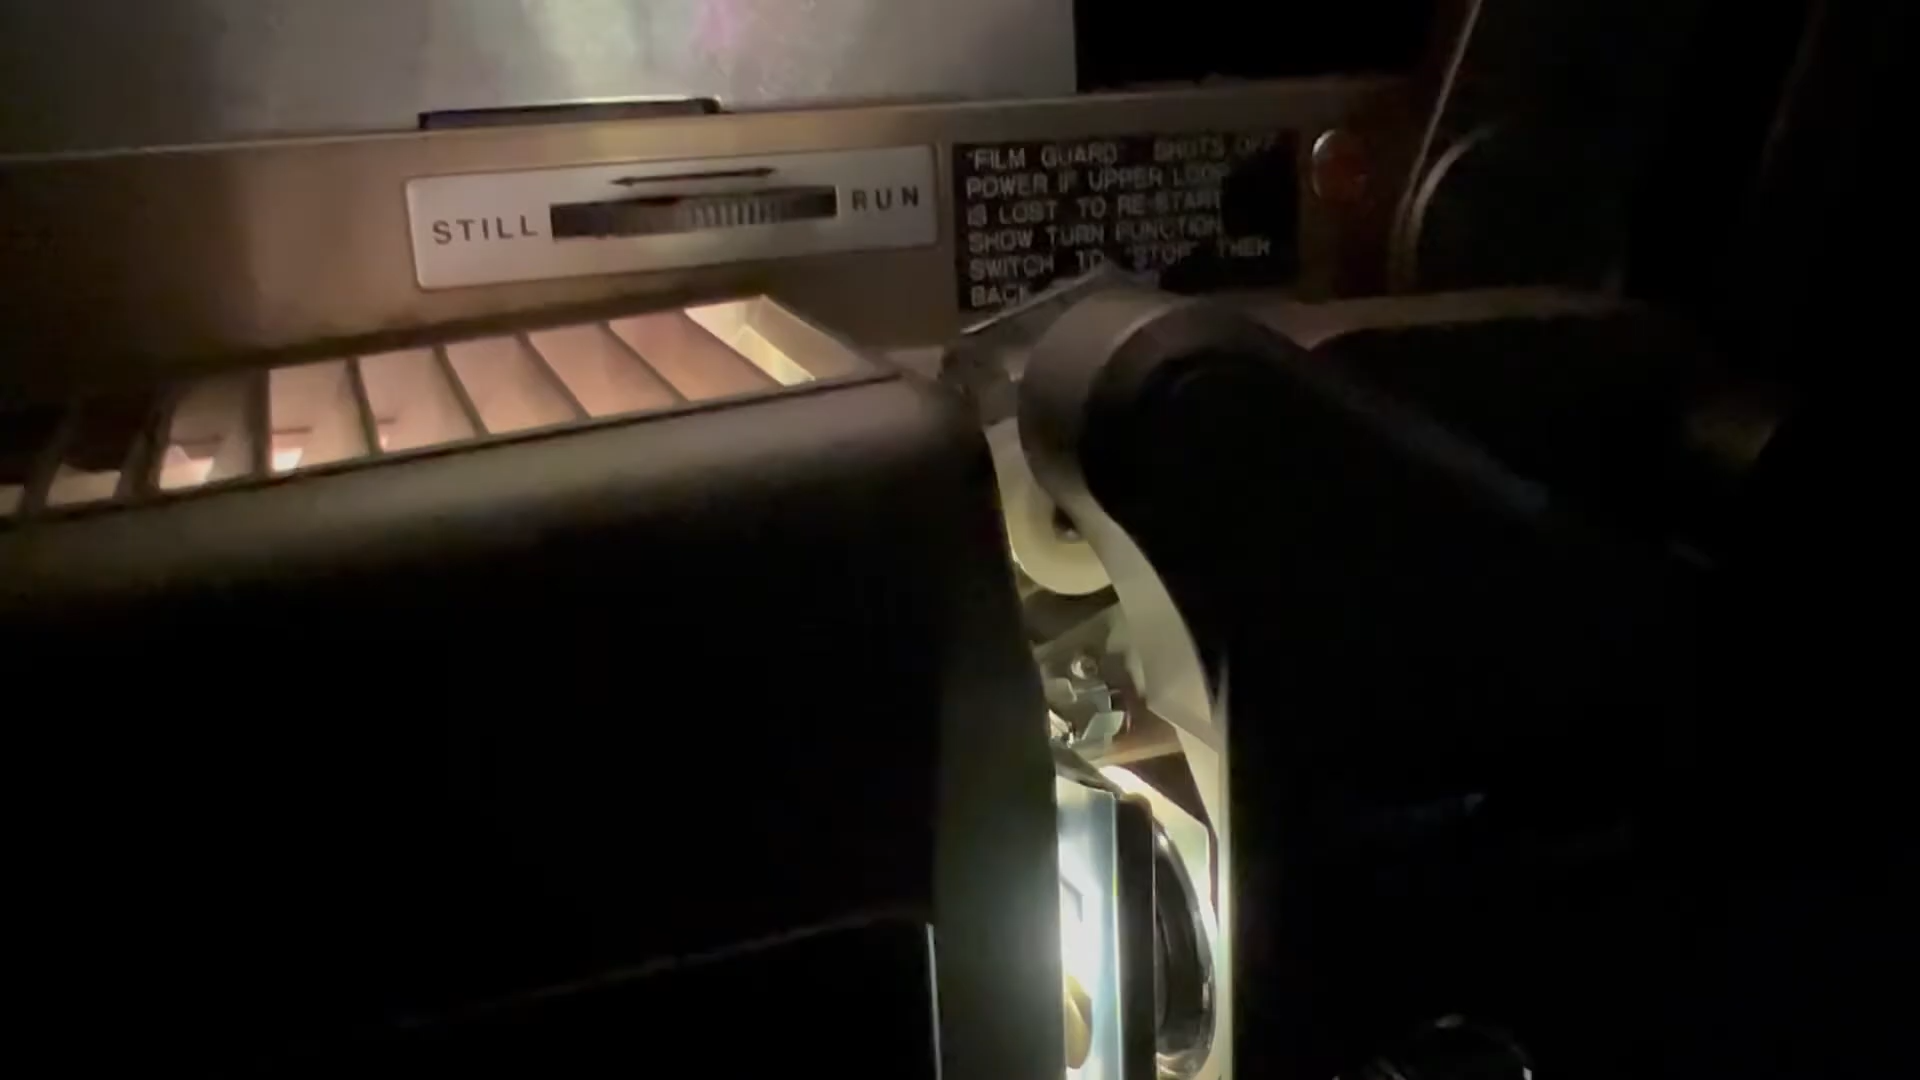 STILL
RUN
"FILM GUARD" SHUTS OFF
POWER IF UPPER LOOP
IS LOST TO RE-START
SHOW TURN FUNCTION
SWITCH TO "STOP" THEN
BACK